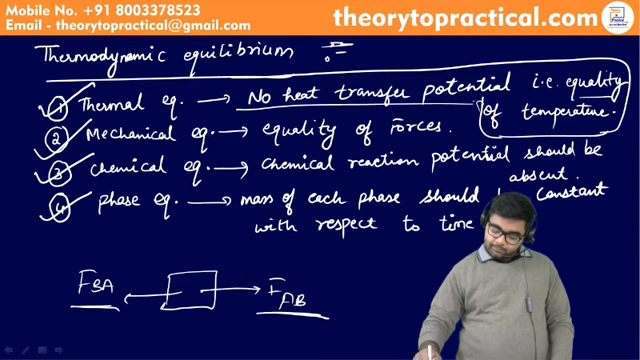 Mobile No. +91 8003378523
Email - theorytopractical@gmail.com
theorytopractical.com
Thermodynamic equilibrium :-
① Thermal eq. → No heat transfer potential i.e. equality
of temperature.
② Mechanical eq. → equality of Forces.
③ Chemical eq. → Chemical reaction potential should be
absent.
④ phase eq. → mass of each phase should constant
with respect to time
FBA
FAB